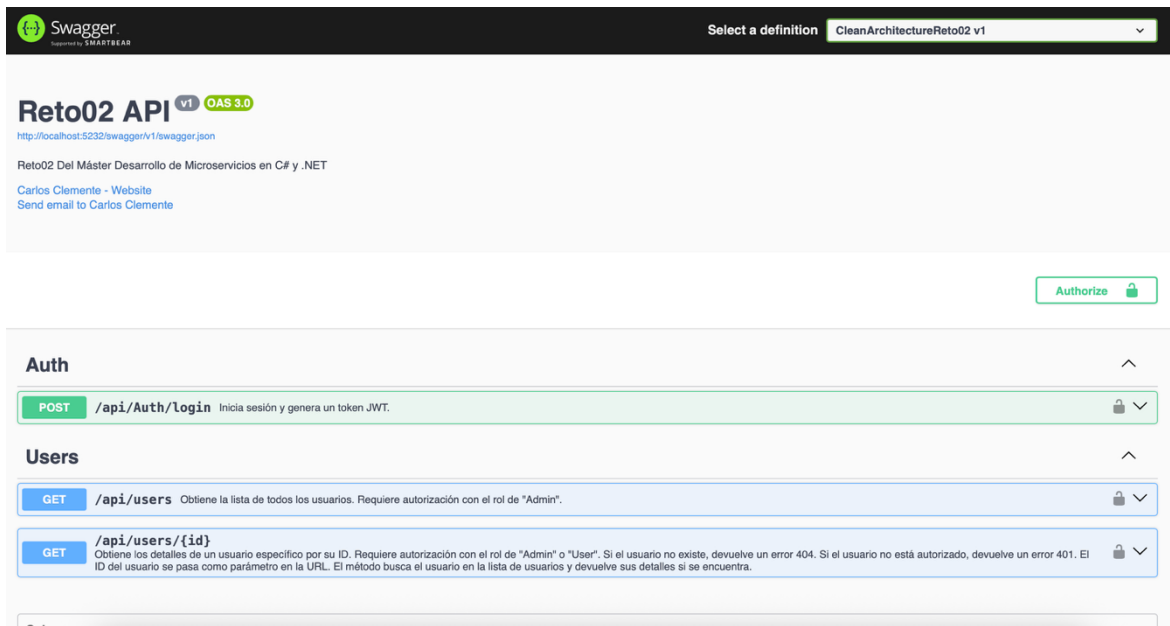 Swagger.
Supported by SMARTBEAR
Select a definition
CleanArchitectureReto02 v1
Reto02 API v1 OAS 3.0
http://localhost:5232/swagger/v1/swagger.json
Reto02 Del Máster Desarrollo de Microservicios en C# y .NET
Carlos Clemente - Website
Send email to Carlos Clemente
Authorize
Auth
POST /api/Auth/login Inicia sesión y genera un token JWT.
Users
GET /api/users Obtiene la lista de todos los usuarios. Requiere autorización con el rol de "Admin".
GET /api/users/{id}
Obtiene los detalles de un usuario específico por su ID. Requiere autorización con el rol de "Admin" o "User". Si el usuario no existe, devuelve un error 404. Si el usuario no está autorizado, devuelve un error 401. El
ID del usuario se pasa como parámetro en la URL. El método busca el usuario en la lista de usuarios y devuelve sus detalles si se encuentra.